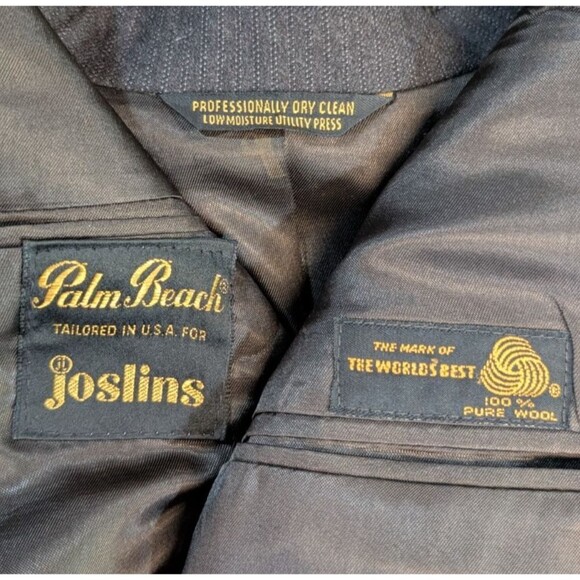 PROFESSIONALLY DRY CLEAN
LOW MOISTURE UTILITY PRESS
Palm Beach®
TAILORED IN U.S.A. FOR
joslins
THE MARK OF
THE WORLD'S BEST
®
100%
PURE WOOL